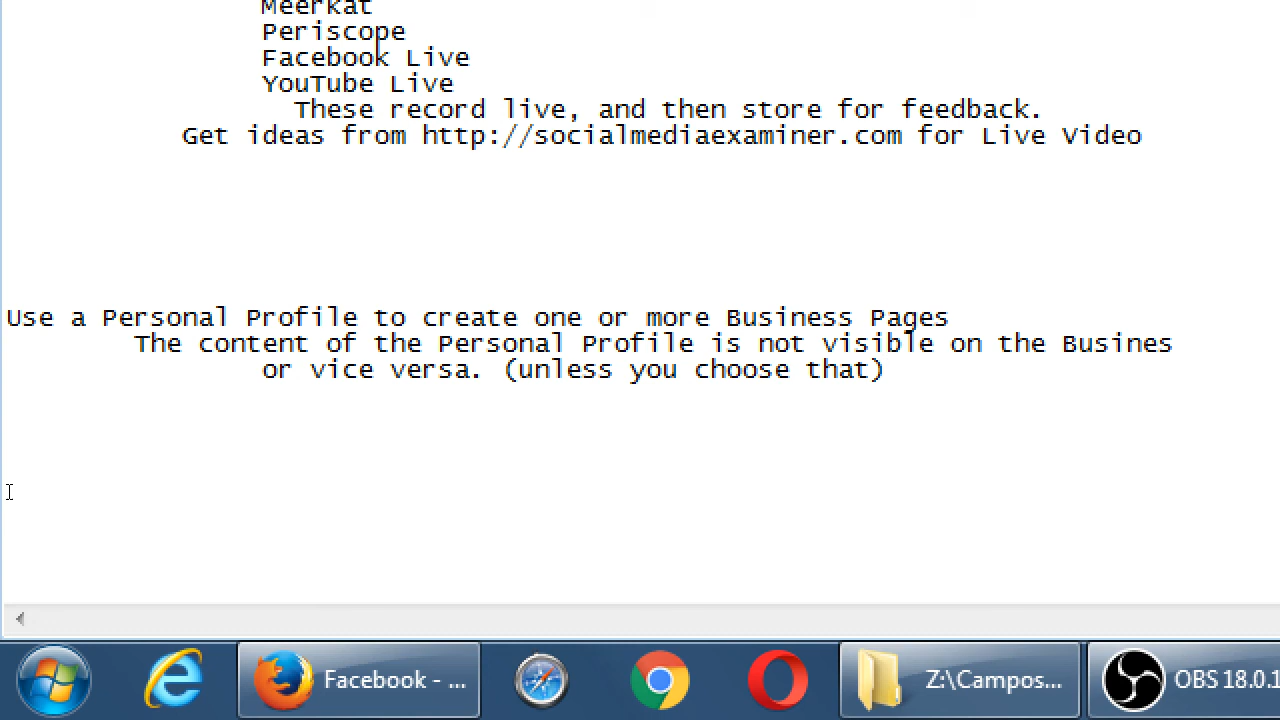 Meerkat
Periscope
Facebook Live
YouTube Live
These record live, and then store for feedback.
Get ideas from http://socialmediaexaminer.com for Live Video
Use a Personal Profile to create one or more Business Pages
The content of the Personal Profile is not visible on the Busines
or vice versa. (unless you choose that)
Facebook - ...
Z:\Campos...
OBS 18.0.1